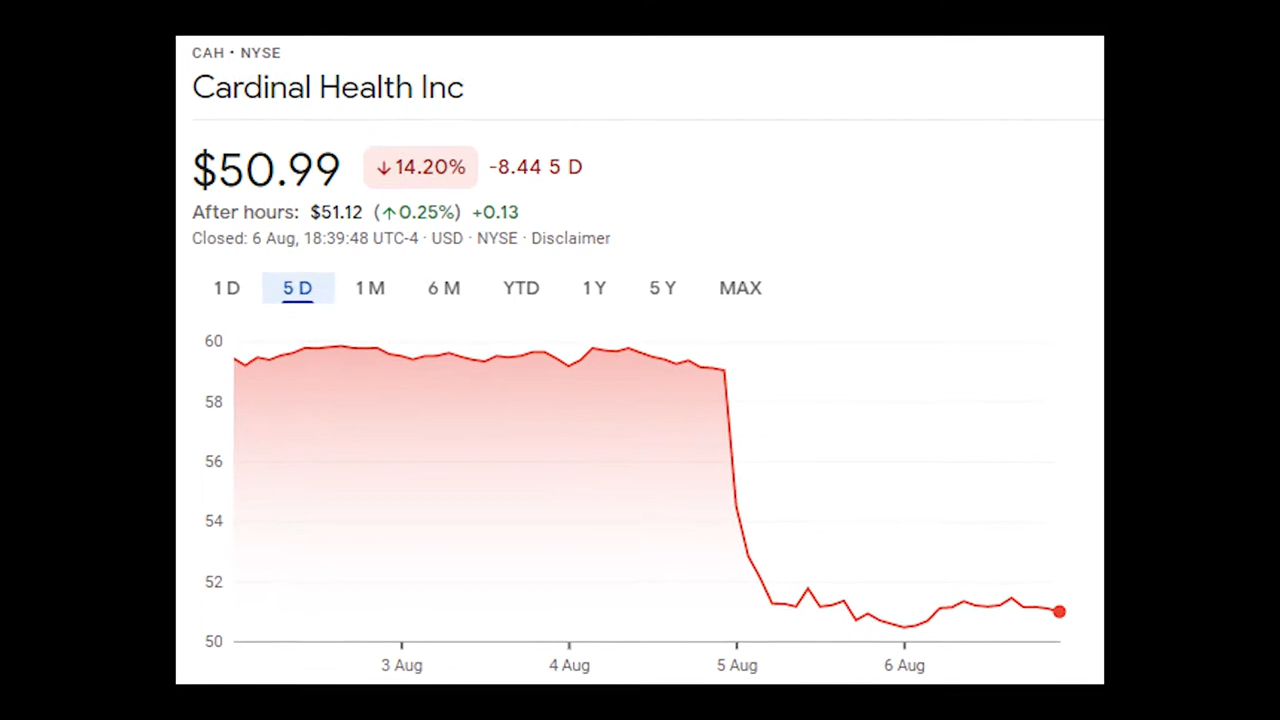 CAH • NYSE
Cardinal Health Inc
$50.99 ↓14.20% -8.44 5 D
After hours: $51.12 (↑0.25%) +0.13
Closed: 6 Aug, 18:39:48 UTC-4 · USD · NYSE · Disclaimer
1 D 5 D 1 M 6 M YTD 1 Y 5 Y MAX
60
58
56
54
52
50
3 Aug 4 Aug 5 Aug 6 Aug